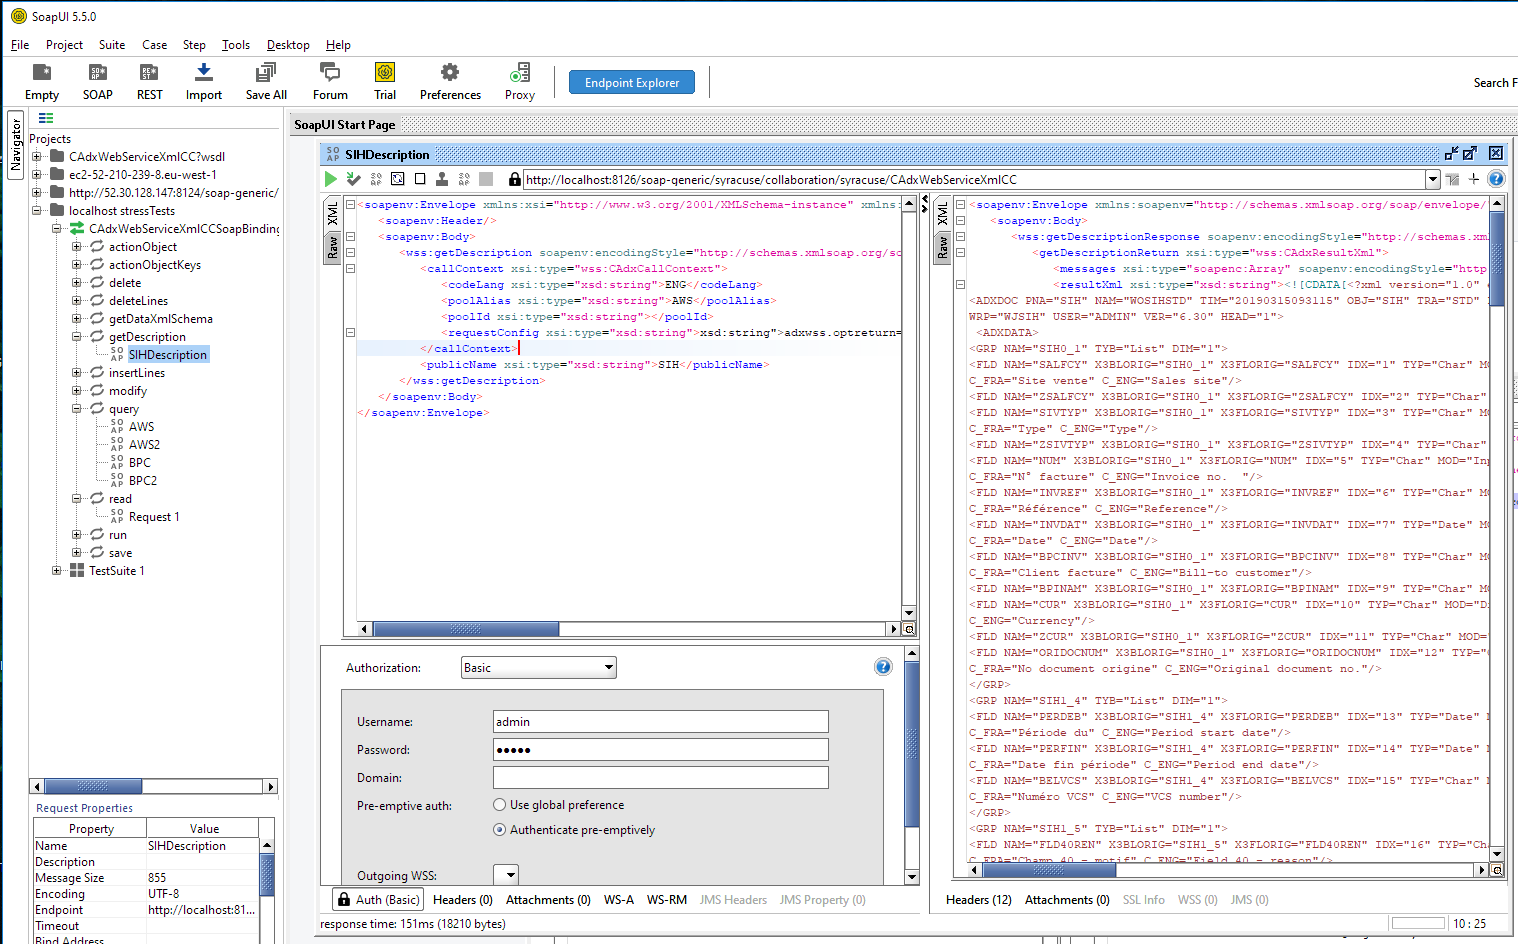 SoapUI 5.5.0
File Project Suite Case Step Tools Desktop Help
Empty SOAP REST Import Save All Forum Trial Preferences Proxy Endpoint Explorer Search F
Navigator
Projects
CAdxWebServiceXmlCC?wsdl
ec2-52-210-239-8.eu-west-1
http://52.30.128.147:8124/soap-generic/
localhost stressTests
CAdxWebServiceXmlCCSoapBinding
actionObject
actionObjectKeys
delete
deleteLines
getDataXmlSchema
getDescription
SIHDescription
insertLines
modify
query
AWS
AWS2
BPC
BPC2
read
Request 1
run
save
TestSuite 1
Request Properties
Property Value
Name SIHDescription
Description
Message Size 855
Encoding UTF-8
Endpoint http://localhost:81...
Timeout
Bind Address
SoapUI Start Page
SIHDescription
http://localhost:8126/soap-generic/syracuse/collaboration/syracuse/CAdxWebServiceXmlCC
XML
Raw
<soapenv:Envelope xmlns:xsi="http://www.w3.org/2001/XMLSchema-instance" xmlns:
<soapenv:Header/>
<soapenv:Body>
<wss:getDescription soapenv:encodingStyle="http://schemas.xmlsoap.org/so
<callContext xsi:type="wss:CAdxCallContext">
<codeLang xsi:type="xsd:string">ENG</codeLang>
<poolAlias xsi:type="xsd:string">AWS</poolAlias>
<poolId xsi:type="xsd:string"></poolId>
<requestConfig xsi:type="xsd:string">xsd:string">adxwss.optreturn=
</callContext>
<publicName xsi:type="xsd:string">SIH</publicName>
</wss:getDescription>
</soapenv:Body>
</soapenv:Envelope>
Authorization: Basic
Username: admin
Password: •••••
Domain:
Pre-emptive auth: Use global preference
Authenticate pre-emptively
Outgoing WSS:
Auth (Basic) Headers (0) Attachments (0) WS-A WS-RM JMS Headers JMS Property (0)
response time: 151ms (18210 bytes)
XML
Raw
<soapenv:Envelope xmlns:soapenv="http://schemas.xmlsoap.org/soap/envelope/
<soapenv:Body>
<wss:getDescriptionResponse soapenv:encodingStyle="http://schemas.xml
<getDescriptionReturn xsi:type="wss:CAdxResultXml">
<messages xsi:type="soapenc:Array" soapenv:encodingStyle="http
<resultXml xsi:type="xsd:string"><![CDATA[<?xml version="1.0"
<ADXDOC PNA="SIH" NAM="WOSIHSTD" TIM="20190315093115" OBJ="SIH" TRA="STD"
WRP="WJSIH" USER="ADMIN" VER="6.30" HEAD="1">
<ADXDATA>
<GRP NAM="SIH0_1" TYB="List" DIM="1">
<FLD NAM="SALFCY" X3BLORIG="SIH0_1" X3FLORIG="SALFCY" IDX="1" TYP="Char" MO
C_FRA="Site vente" C_ENG="Sales site"/>
<FLD NAM="ZSALFCY" X3BLORIG="SIH0_1" X3FLORIG="ZSALFCY" IDX="2" TYP="Char"
<FLD NAM="SIVTYP" X3BLORIG="SIH0_1" X3FLORIG="SIVTYP" IDX="3" TYP="Char" MO
C_FRA="Type" C_ENG="Type"/>
<FLD NAM="ZSIVTYP" X3BLORIG="SIH0_1" X3FLORIG="ZSIVTYP" IDX="4" TYP="Char"
<FLD NAM="NUM" X3BLORIG="SIH0_1" X3FLORIG="NUM" IDX="5" TYP="Char" MOD="Inp
C_FRA="N° facture" C_ENG="Invoice no. "/>
<FLD NAM="INVREF" X3BLORIG="SIH0_1" X3FLORIG="INVREF" IDX="6" TYP="Char" MO
C_FRA="Référence" C_ENG="Reference"/>
<FLD NAM="INVDAT" X3BLORIG="SIH0_1" X3FLORIG="INVDAT" IDX="7" TYP="Date" MO
C_FRA="Date" C_ENG="Date"/>
<FLD NAM="BPCINV" X3BLORIG="SIH0_1" X3FLORIG="BPCINV" IDX="8" TYP="Char" MO
C_FRA="Client facture" C_ENG="Bill-to customer"/>
<FLD NAM="BPINAM" X3BLORIG="SIH0_1" X3FLORIG="BPINAM" IDX="9" TYP="Char" MO
<FLD NAM="CUR" X3BLORIG="SIH0_1" X3FLORIG="CUR" IDX="10" TYP="Char" MOD="Di
C_ENG="Currency"/>
<FLD NAM="ZCUR" X3BLORIG="SIH0_1" X3FLORIG="ZCUR" IDX="11" TYP="Char" MOD="
<FLD NAM="ORIDOCNUM" X3BLORIG="SIH0_1" X3FLORIG="ORIDOCNUM" IDX="12" TYP="C
C_FRA="No document origine" C_ENG="Original document no."/>
</GRP>
<GRP NAM="SIH1_4" TYB="List" DIM="1">
<FLD NAM="PERDEB" X3BLORIG="SIH1_4" X3FLORIG="PERDEB" IDX="13" TYP="Date" M
C_FRA="Période du" C_ENG="Period start date"/>
<FLD NAM="PERFIN" X3BLORIG="SIH1_4" X3FLORIG="PERFIN" IDX="14" TYP="Date" M
C_FRA="Date fin période" C_ENG="Period end date"/>
<FLD NAM="BELVCS" X3BLORIG="SIH1_4" X3FLORIG="BELVCS" IDX="15" TYP="Char" M
C_FRA="Numéro VCS" C_ENG="VCS number"/>
</GRP>
<GRP NAM="SIH1_5" TYB="List" DIM="1">
<FLD NAM="FLD40REN" X3BLORIG="SIH1_5" X3FLORIG="FLD40REN" IDX="16" TYP="Cha
C_FRA="Champ 40 - motif" C_ENG="Field 40 - reason"/>
Headers (12) Attachments (0) SSL Info WSS (0) JMS (0)
10 : 25